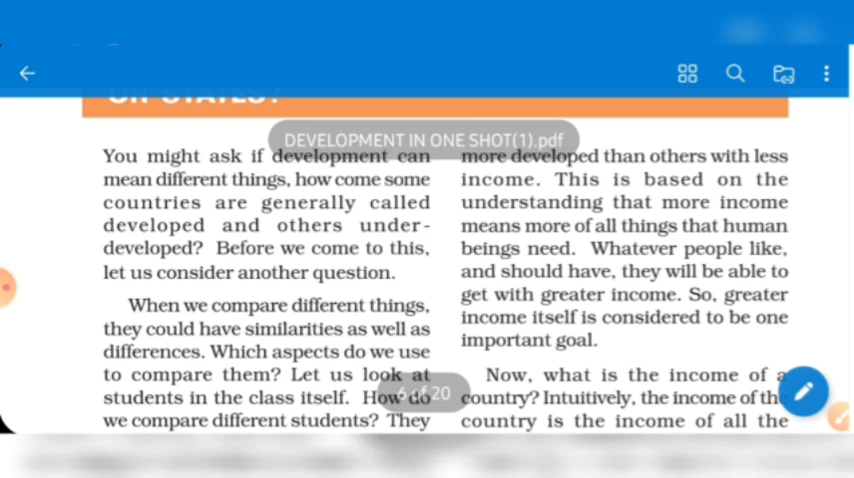 DEVELOPMENT IN ONE SHOT(1).pdf
You might ask if development can
mean different things, how come some
countries are generally called
developed and others under-
developed? Before we come to this,
let us consider another question.
When we compare different things,
they could have similarities as well as
differences. Which aspects do we use
to compare them? Let us look at
students in the class itself. How do
we compare different students? They
more developed than others with less
income. This is based on the
understanding that more income
means more of all things that human
beings need. Whatever people like,
and should have, they will be able to
get with greater income. So, greater
income itself is considered to be one
important goal.
Now, what is the income of a
country? Intuitively, the income of the
country is the income of all the
6 of 20